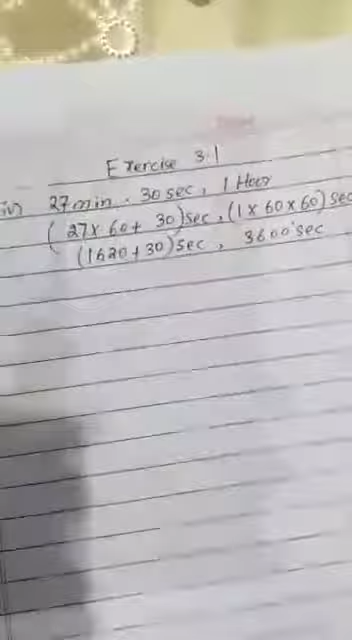 Exercise 3.1
iv) 27 min . 30 sec , 1 Hour
(27 x 60 + 30) sec , (1 x 60 x 60) sec
(1620 + 30) sec , 3600 sec